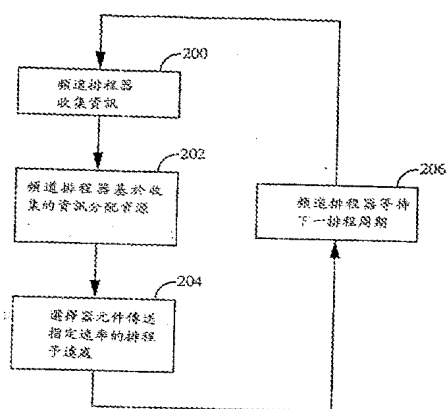 200
頻道排程器
收集資訊
202
頻道排程器基於收
集的資訊分配資源
204
選擇器元件傳送
指定速率的排程
予遠處
206
頻道排程器等待
下一排程周期